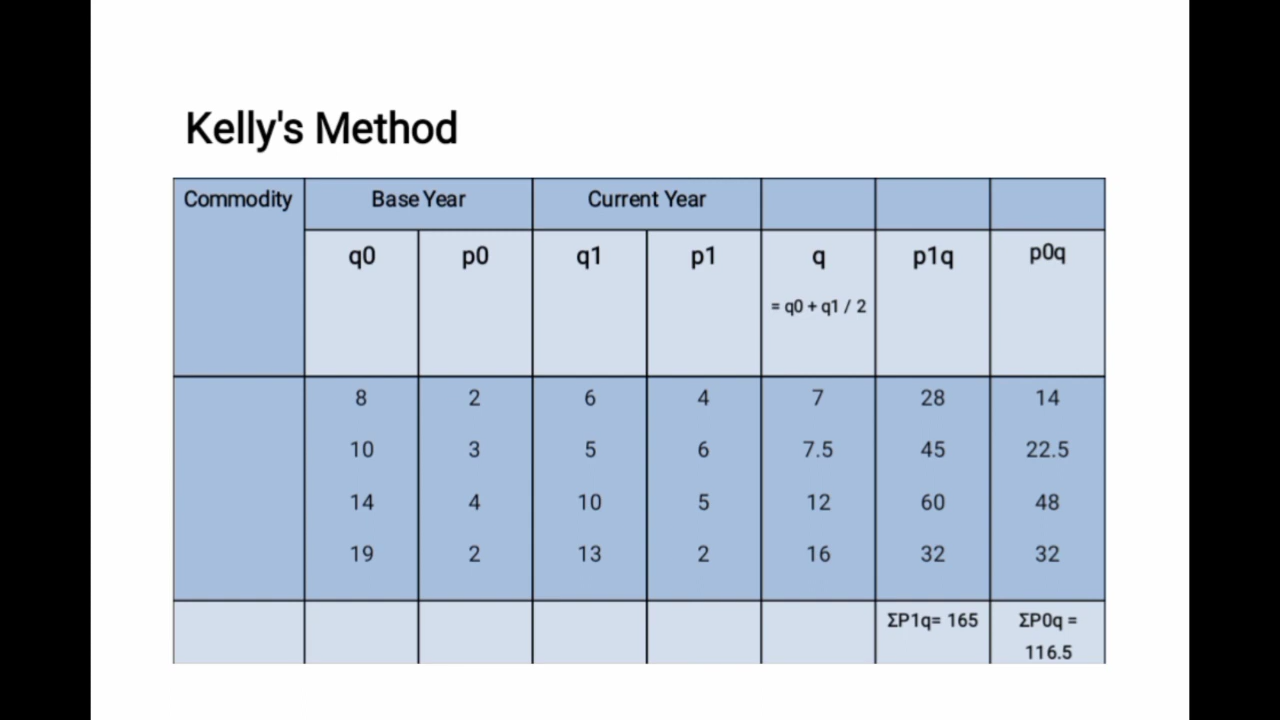 Kelly's Method
Commodity Base Year Current Year
q0 p0 q1 p1 q p1q p0q
= q0 + q1 / 2
8 2 6 4 7 28 14
10 3 5 6 7.5 45 22.5
14 4 10 5 12 60 48
19 2 13 2 16 32 32
ΣP1q= 165 ΣP0q =
116.5